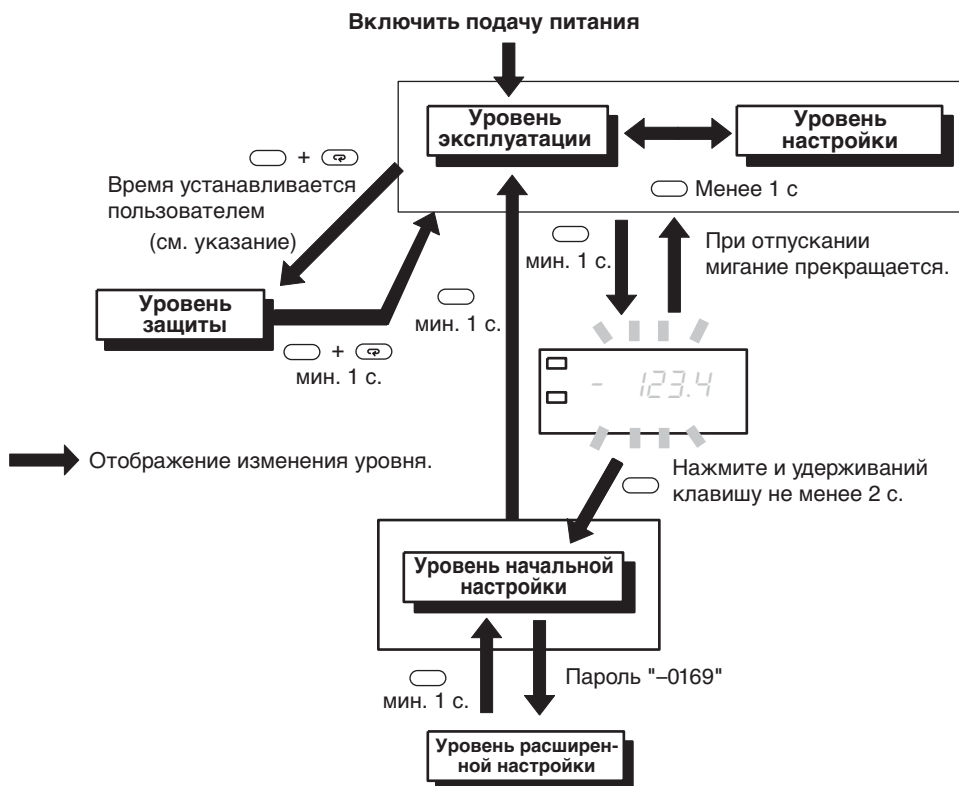 Включить подачу питания
Уровень
эксплуатации
Уровень
настройки
+
Время устанавливается
пользователем
(см. указание)
Менее 1 с
мин. 1 с.
При отпускании
мигание прекращается.
Уровень
защиты
мин. 1 с.
+
мин. 1 с.
- 123.4
Отображение изменения уровня.
Нажмите и удерживаний
клавишу не менее 2 с.
Уровень начальной
настройки
мин. 1 с.
Пароль "–0169"
Уровень расширен-
ной настройки